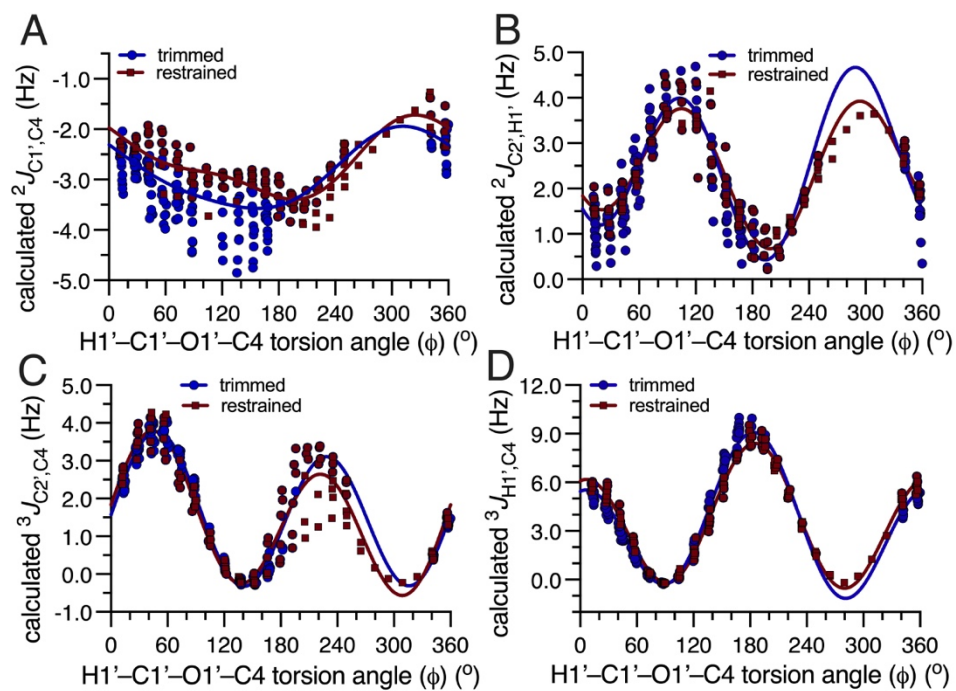 A
trimmed
restrained
calculated ²J_C1',C4 (Hz)
-1.0
-2.0
-3.0
-4.0
-5.0
0 60 120 180 240 300 360
H1'–C1'–O1'–C4 torsion angle (ϕ) (°)
B
trimmed
restrained
calculated ²J_C2',H1' (Hz)
5.0
4.0
3.0
2.0
1.0
0.0
0 60 120 180 240 300 360
H1'–C1'–O1'–C4 torsion angle (ϕ) (°)
C
trimmed
restrained
calculated ³J_C2',C4 (Hz)
5.0
4.0
3.0
2.0
1.0
0.0
-1.0
0 60 120 180 240 300 360
H1'–C1'–O1'–C4 torsion angle (ϕ) (°)
D
trimmed
restrained
calculated ³J_H1',C4 (Hz)
12.0
9.0
6.0
3.0
0.0
0 60 120 180 240 300 360
H1'–C1'–O1'–C4 torsion angle (ϕ) (°)